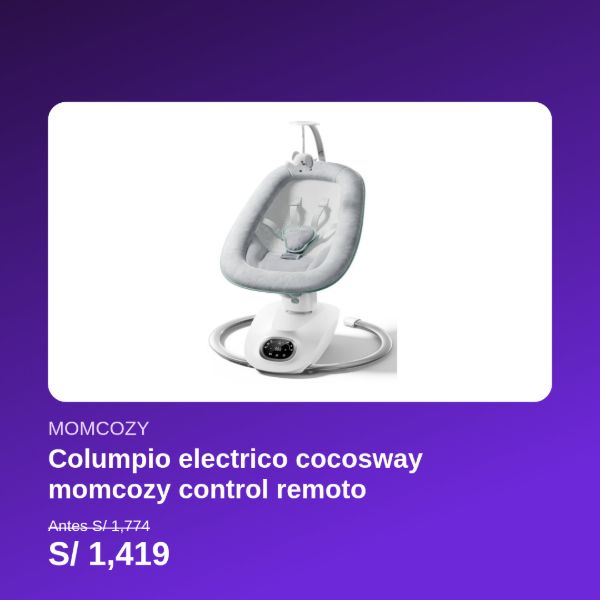 MOMCOZY
Columpio electrico cocosway
momcozy control remoto
Antes S/ 1,774
S/ 1,419